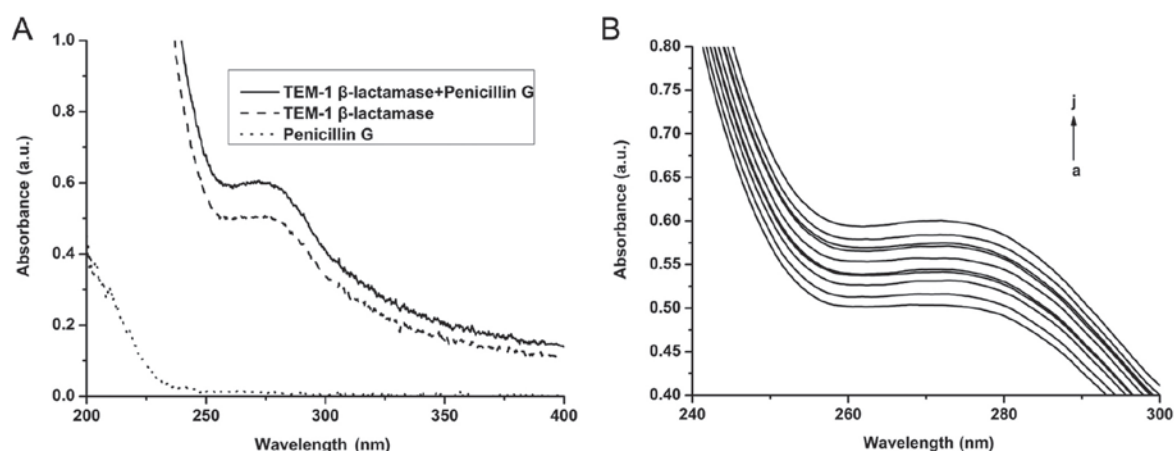 A
1.0
0.8
0.6
0.4
0.2
0.0
Absorbance (a.u.)
TEM-1 β-lactamase+Penicillin G
TEM-1 β-lactamase
Penicillin G
200
250
300
350
400
Wavelength (nm)
B
0.80
0.75
0.70
0.65
0.60
0.55
0.50
0.45
0.40
Absorbance (a.u.)
j
a
240
260
280
300
Wavelength (nm)